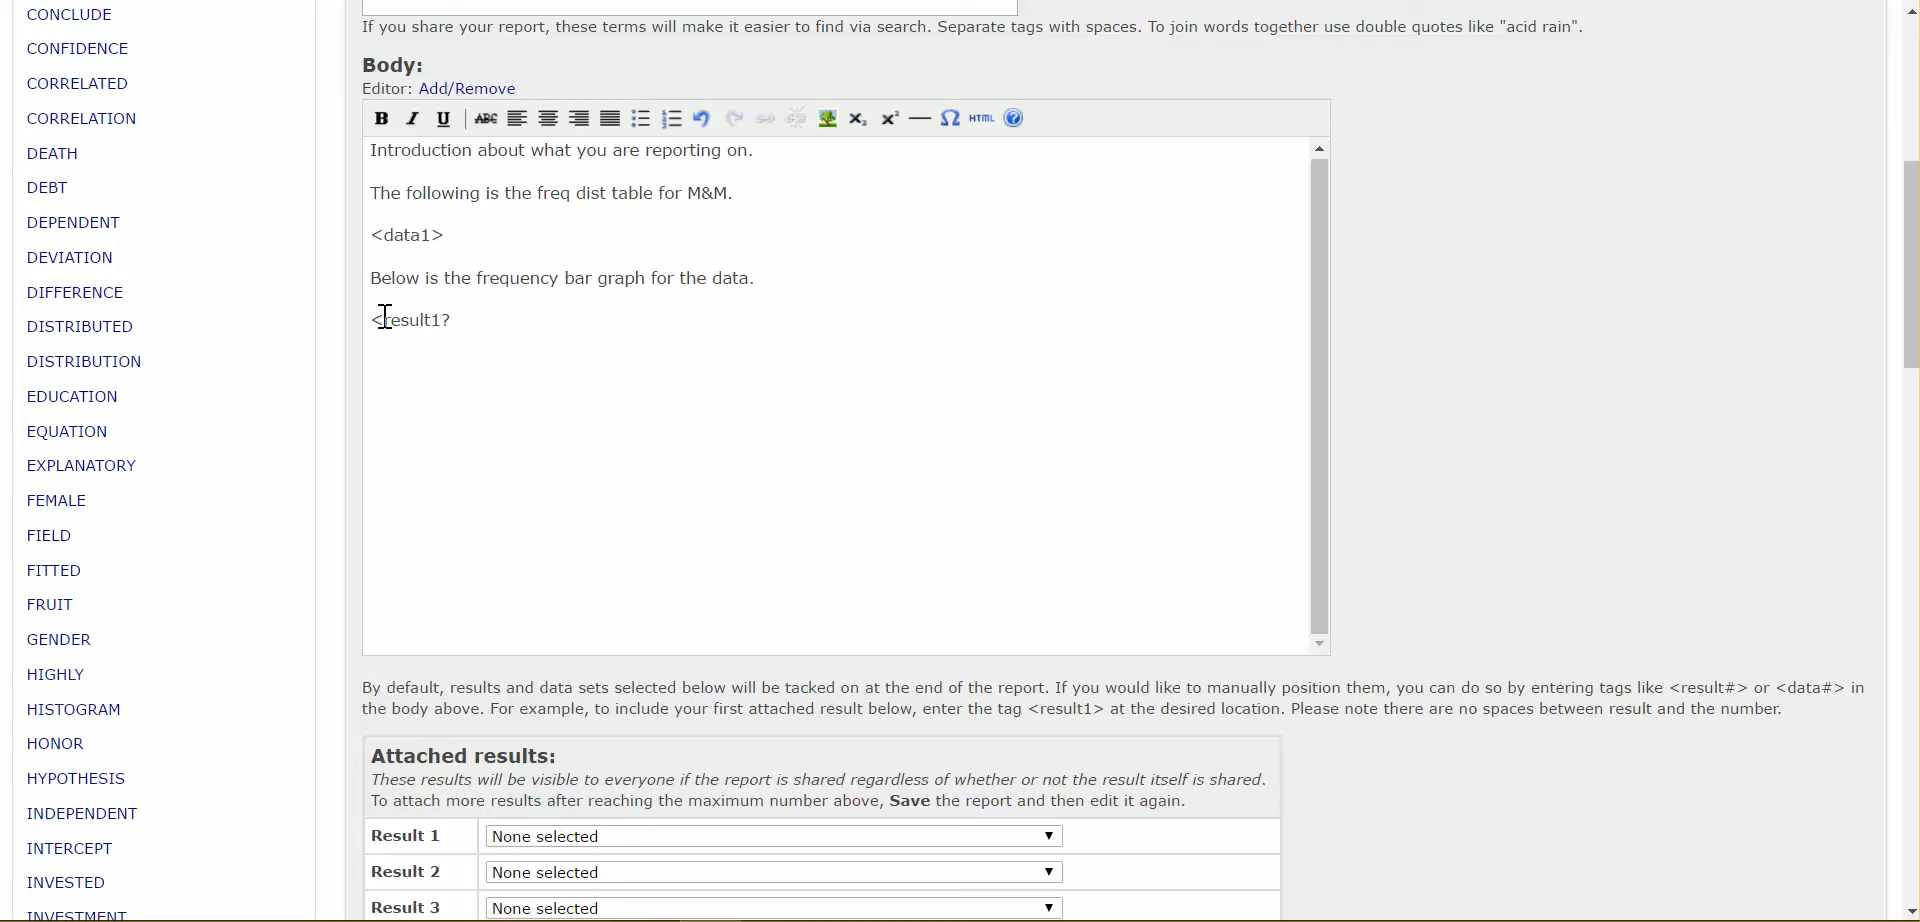 CONCLUDE
CONFIDENCE
CORRELATED
CORRELATION
DEATH
DEBT
DEPENDENT
DEVIATION
DIFFERENCE
DISTRIBUTED
DISTRIBUTION
EDUCATION
EQUATION
EXPLANATORY
FEMALE
FIELD
FITTED
FRUIT
GENDER
HIGHLY
HISTOGRAM
HONOR
HYPOTHESIS
INDEPENDENT
INTERCEPT
INVESTED
INVESTMENT
If you share your report, these terms will make it easier to find via search. Separate tags with spaces. To join words together use double quotes like "acid rain".
Body:
Editor: Add/Remove
B I U ABC X₂ X² Ω HTML ?
Introduction about what you are reporting on.
The following is the freq dist table for M&M.
<data1>
Below is the frequency bar graph for the data.
<result1?
By default, results and data sets selected below will be tacked on at the end of the report. If you would like to manually position them, you can do so by entering tags like <result#> or <data#> in
the body above. For example, to include your first attached result below, enter the tag <result1> at the desired location. Please note there are no spaces between result and the number.
Attached results:
These results will be visible to everyone if the report is shared regardless of whether or not the result itself is shared.
To attach more results after reaching the maximum number above, Save the report and then edit it again.
Result 1 None selected
Result 2 None selected
Result 3 None selected